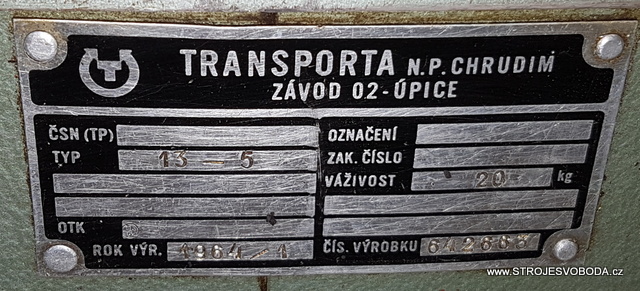 TRANSPORTA N.P. CHRUDIM
ZÁVOD 02-ÚPICE
ČSN (TP)
TYP 13 - 5
OTK
ROK VÝR. 1964 - 1
OZNAČENÍ
ZAK. ČÍSLO
VÁŽIVOST 20 kg
ČÍS. VÝROBKU
www.STROJESVOBODA.cz